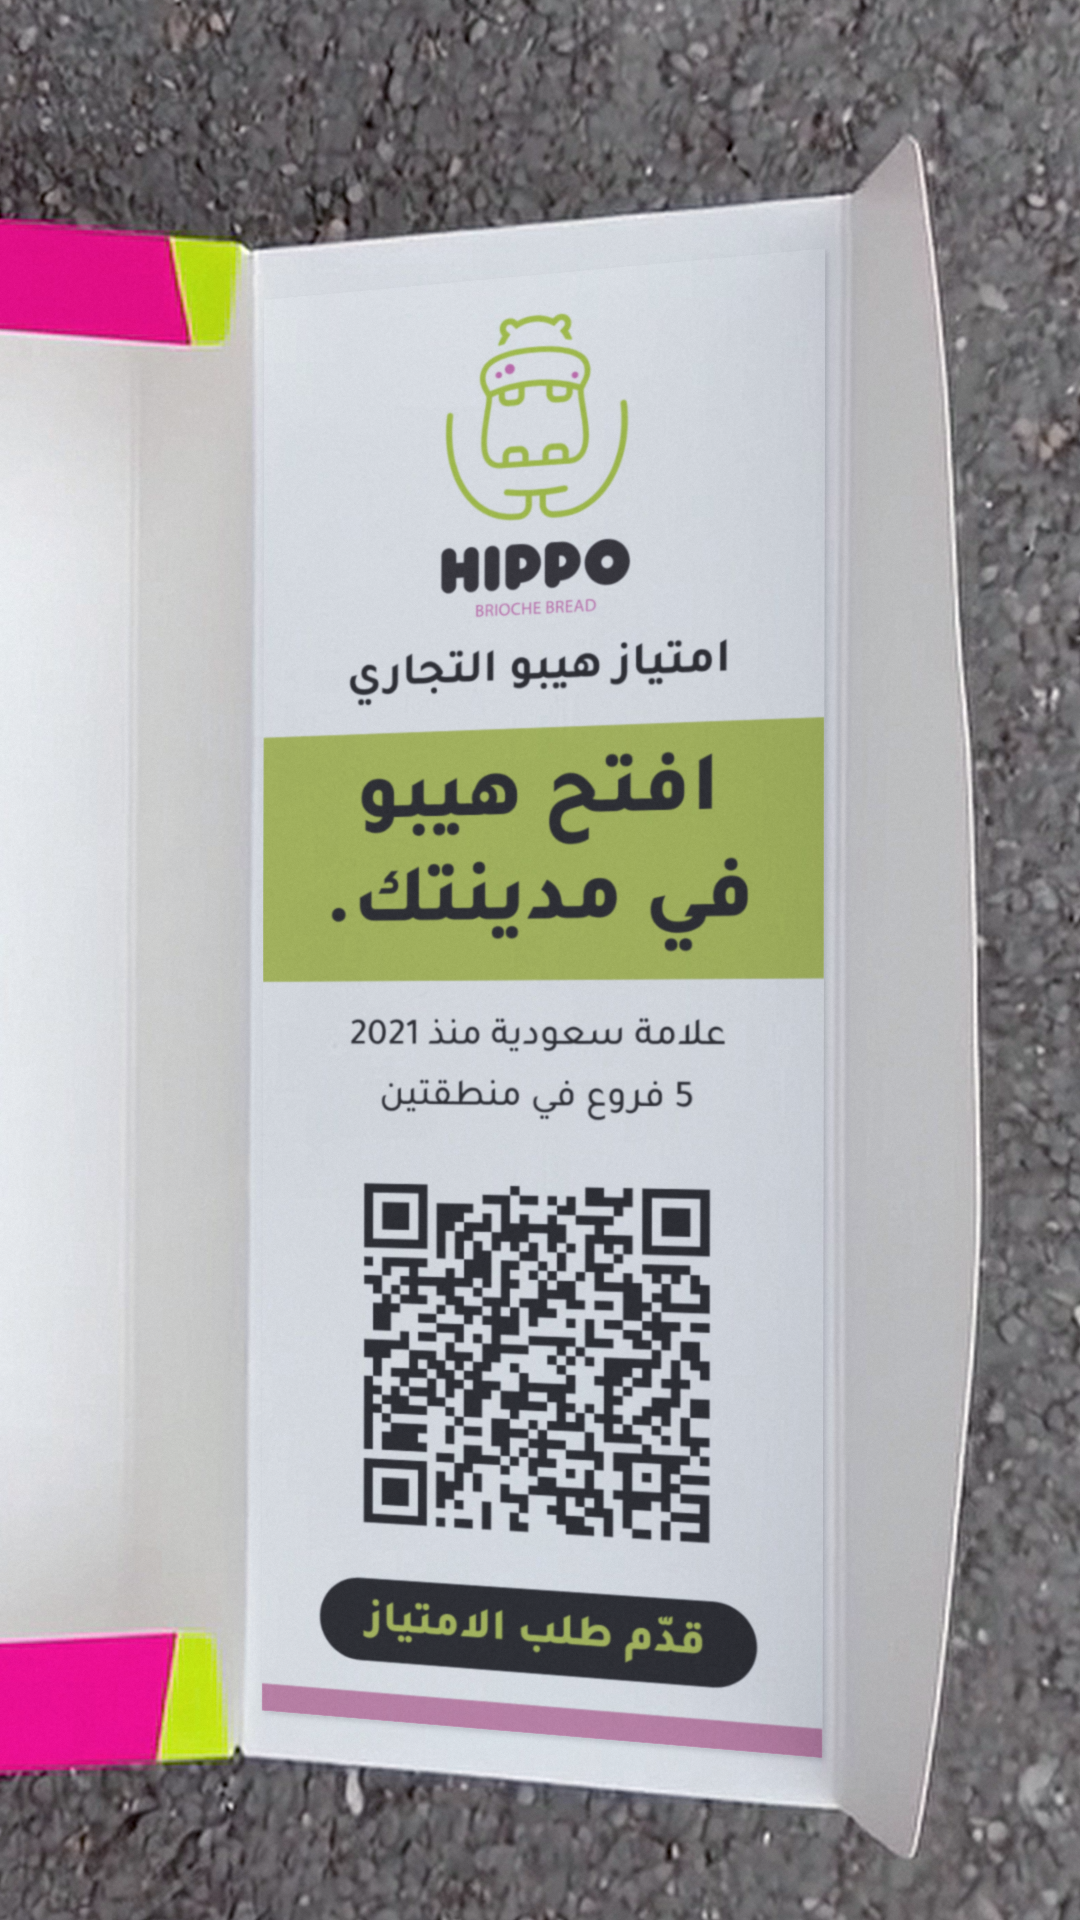 HIPPO
BRIOCHE BREAD
امتياز هيبو التجاري
افتح هيبو
في مدينتك.
علامة سعودية منذ 2021
5 فروع في منطقتين
قدّم طلب الامتياز